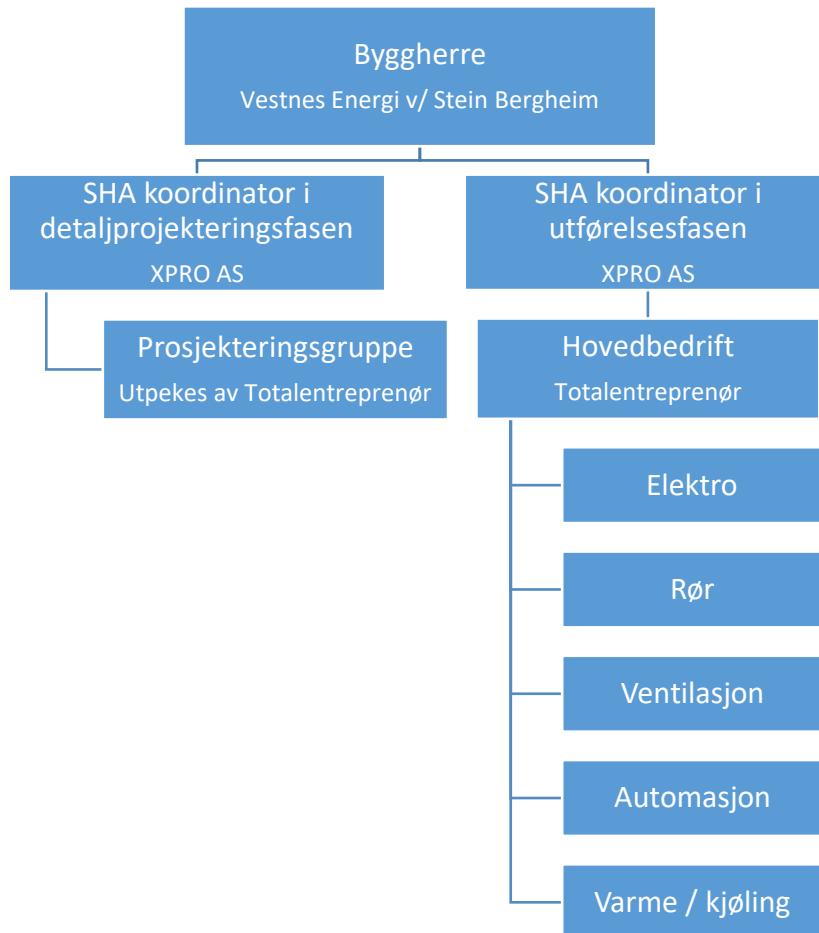 Byggherre
Vestnes Energi v/ Stein Bergheim
SHA koordinator i
detaljprojekteringsfasen
XPRO AS
SHA koordinator i
utførelsesfasen
XPRO AS
Prosjekteringsgruppe
Utpekes av Totalentreprenør
Hovedbedrift
Totalentreprenør
Elektro
Rør
Ventilasjon
Automasjon
Varme / kjøling